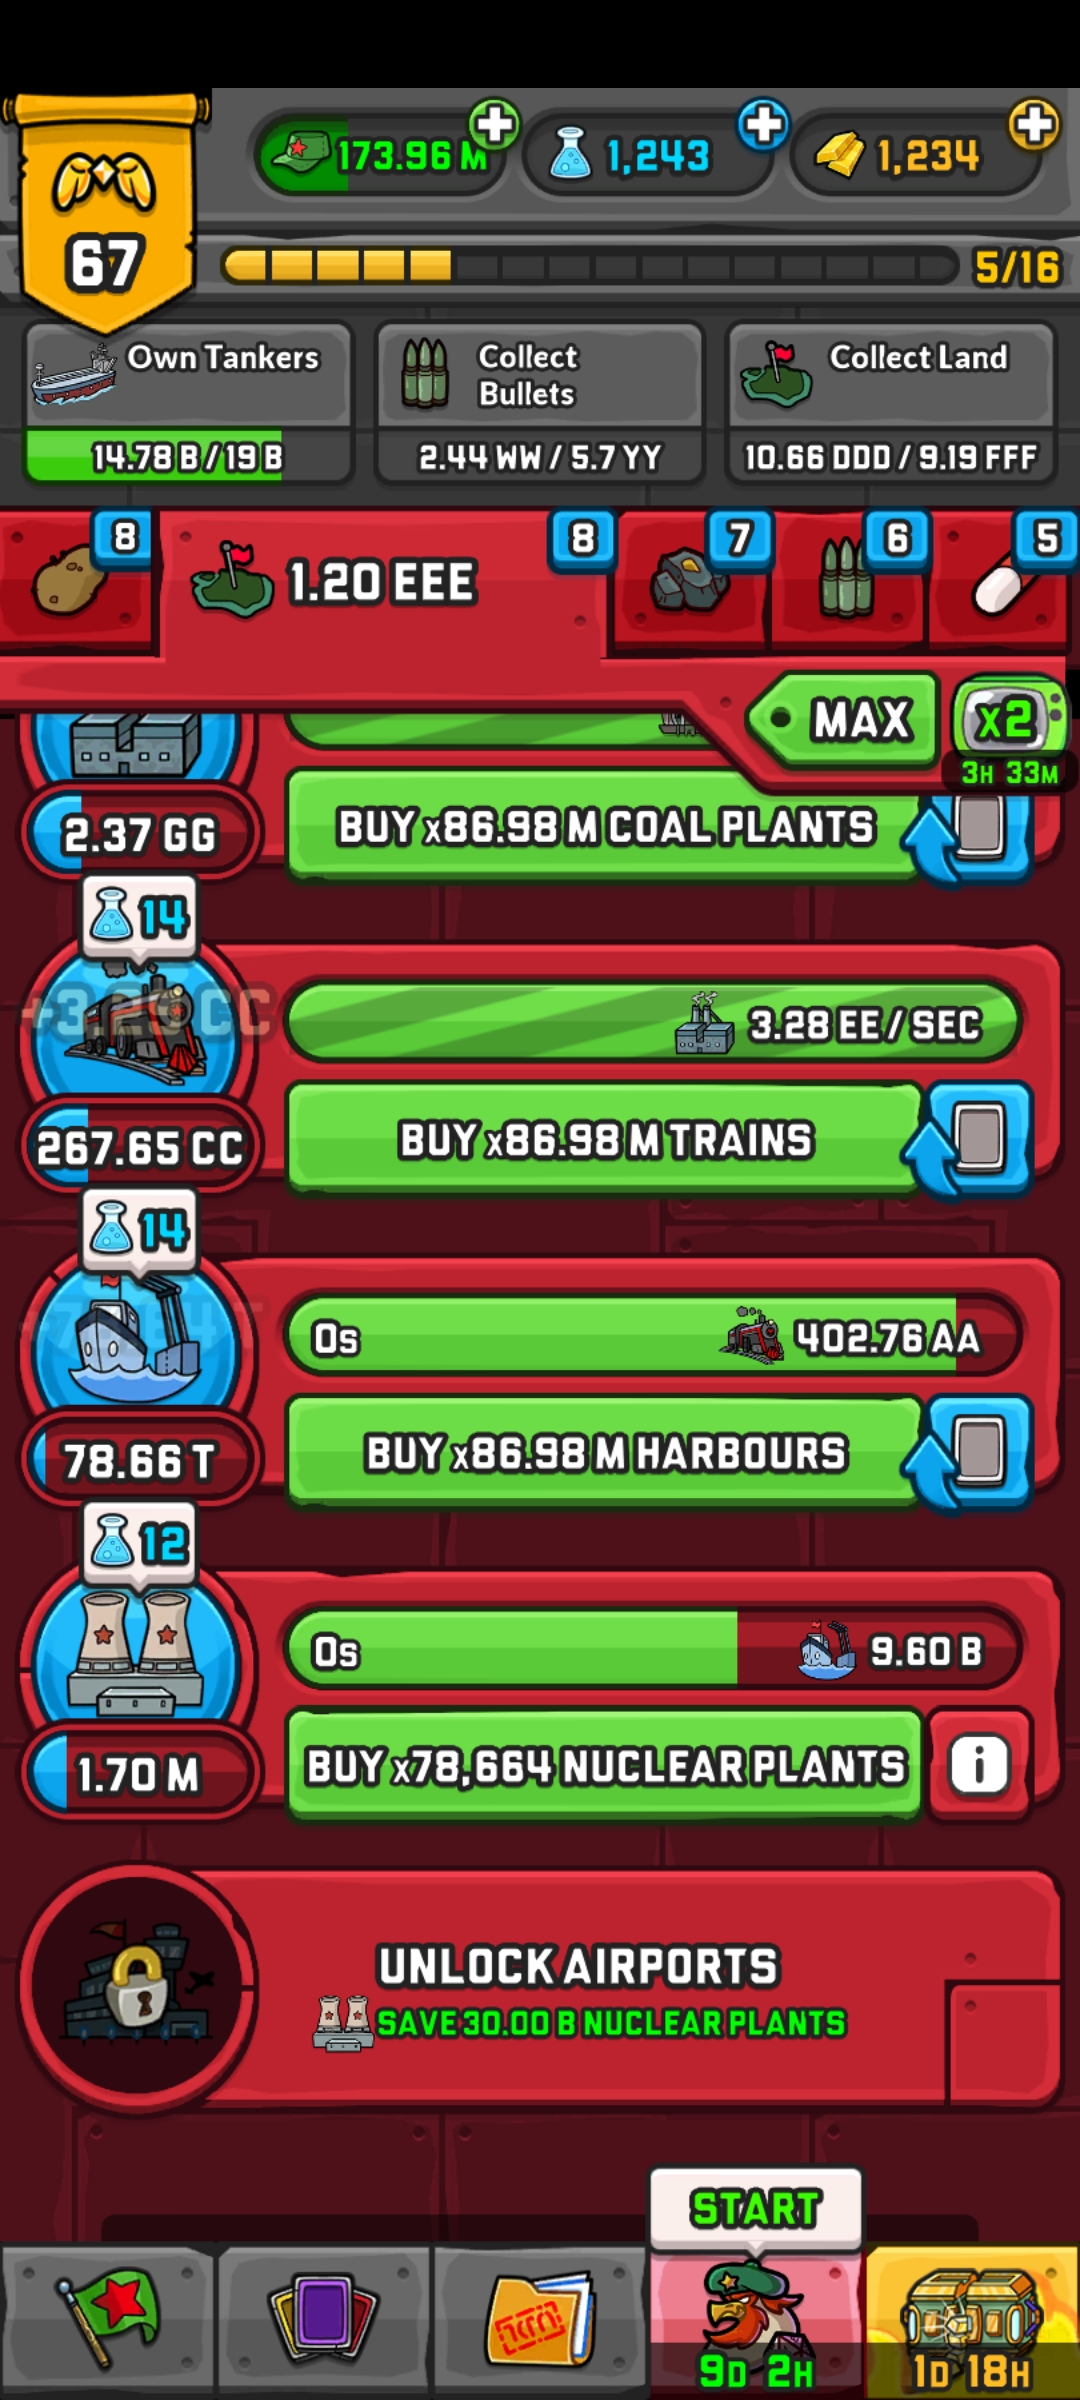 67
173.96 M
1,243
1,234
5/16
Own Tankers
14.78 B / 19 B
Collect
Bullets
2.44 WW / 5.7 YY
Collect Land
10.66 DDD / 9.19 FFF
8
1.20 EEE
8
7
6
5
MAX
x2
3H 33M
2.37 GG
BUY x86.98 M COAL PLANTS
14
3.28 EE / SEC
267.65 CC
BUY x86.98 M TRAINS
14
0s
402.76 AA
78.66 T
BUY x86.98 M HARBOURS
12
0s
9.60 B
1.70 M
BUY x78,664 NUCLEAR PLANTS
i
UNLOCK AIRPORTS
SAVE 30.00 B NUCLEAR PLANTS
START
9D 2H
1D 18H